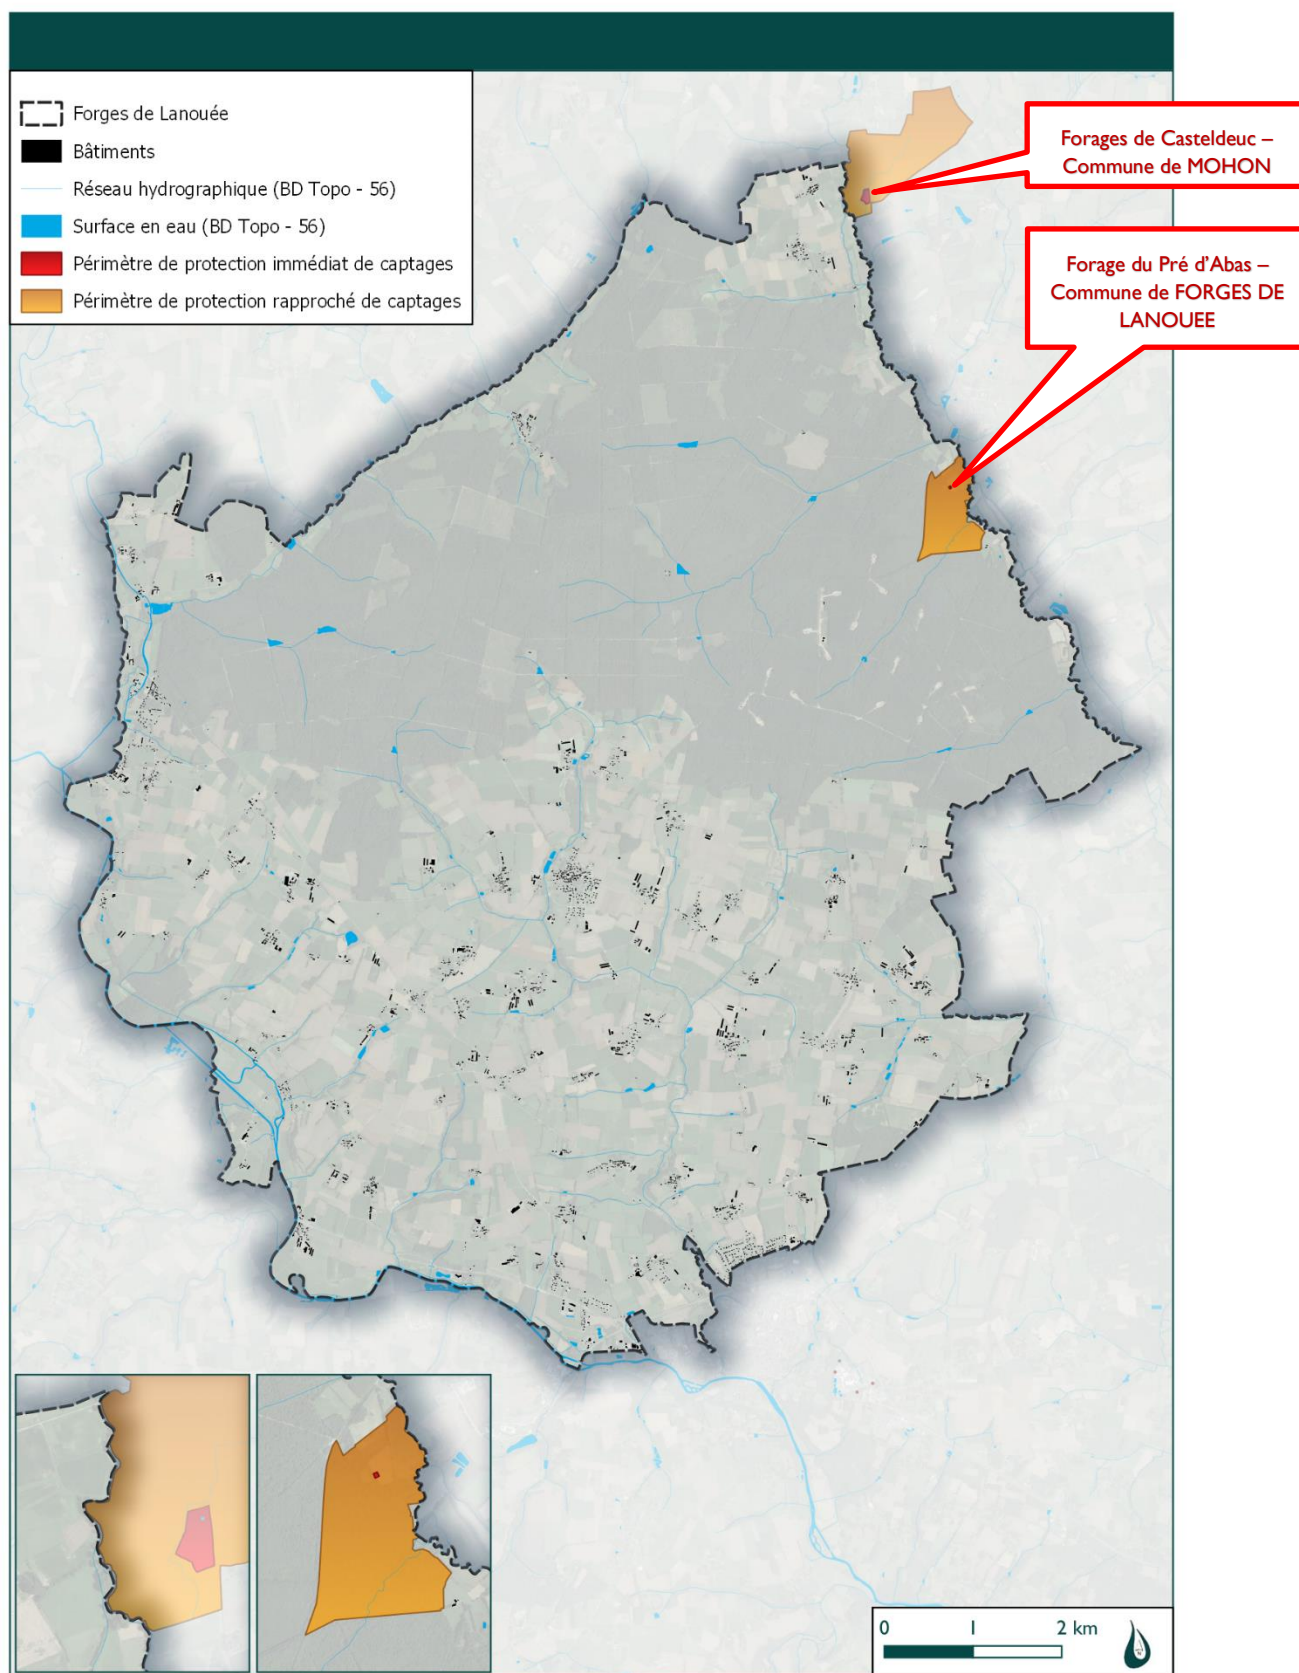 Forges de Lanouée
Bâtiments
Réseau hydrographique (BD Topo - 56)
Surface en eau (BD Topo - 56)
Périmètre de protection immédiat de captages
Périmètre de protection rapproché de captages
Forages de Casteldeuc –
Commune de MOHON
Forage du Pré d'Abas –
Commune de FORGES DE
LANOUEE
0 1 2 km